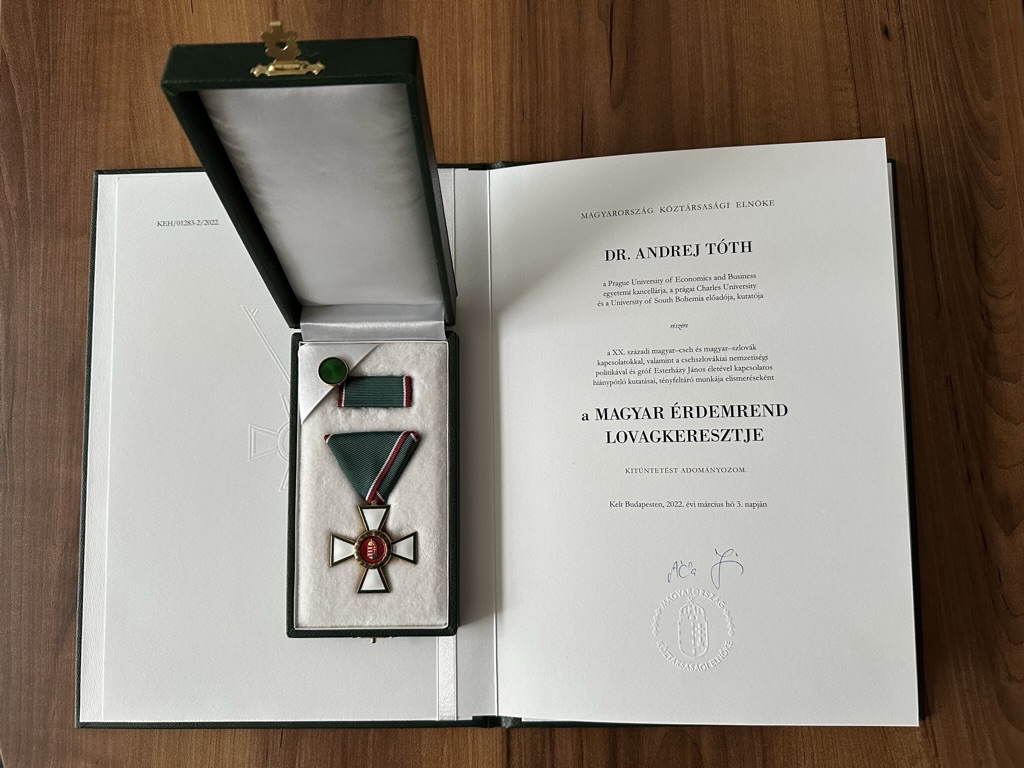 KEH/01283-2/2022.
MAGYARORSZÁG KÖZTÁRSASÁGI ELNÖKE
DR. ANDREJ TÓTH
a Prague University of Economics and Business
egyetemi kancellárja, a prágai Charles University
és a University of South Bohemia előadója, kutatója
részére
a XX. századi magyar–cseh és magyar–szlovák
kapcsolatokkal, valamint a csehszlovákiai nemzetiségi
politikával és gróf Esterházy János életével kapcsolatos
hiánypótló kutatásai, tényfeltáró munkája elismeréseként
a MAGYAR ÉRDEMREND
LOVAGKERESZTJE
KITÜNTETÉST ADOMÁNYOZOM.
Kelt Budapesten, 2022. évi március hó 3. napján
MAGYARORSZÁG
KÖZTÁRSASÁGI ELNÖKE